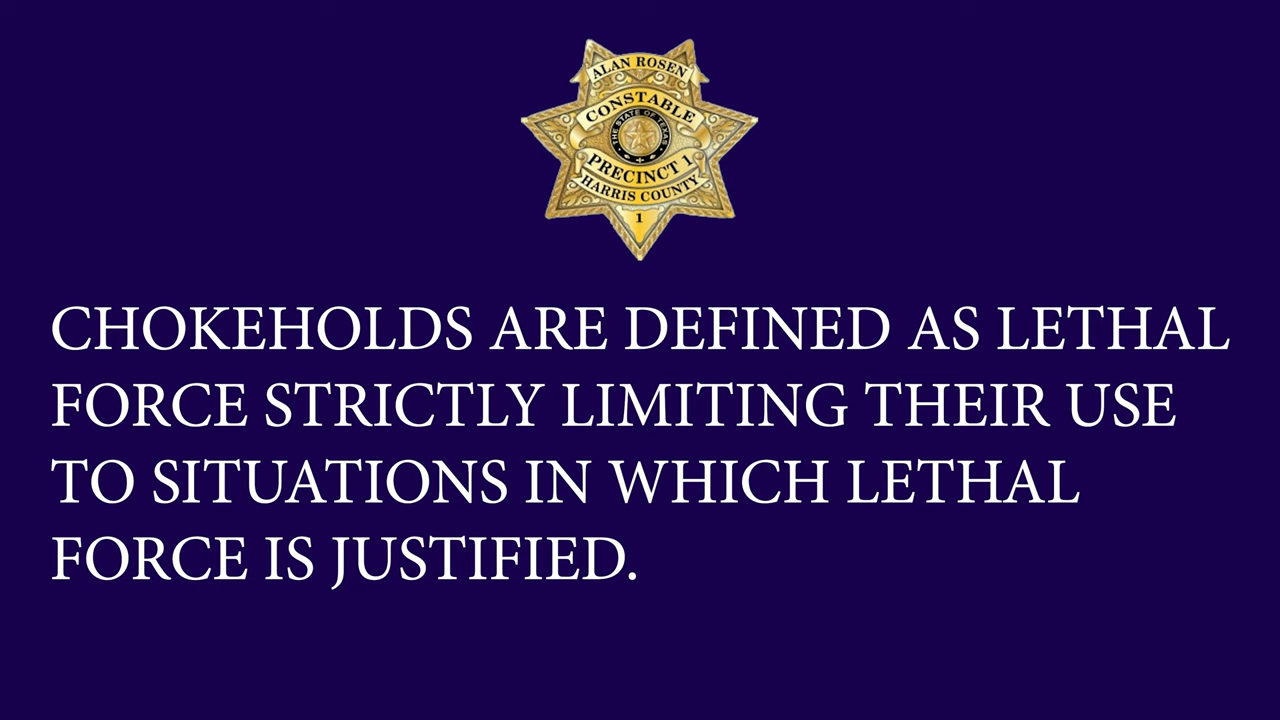 ALAN ROSEN
CONSTABLE
THE STATE OF TEXAS
PRECINCT 1
HARRIS COUNTY
1
CHOKEHOLDS ARE DEFINED AS LETHAL
FORCE STRICTLY LIMITING THEIR USE
TO SITUATIONS IN WHICH LETHAL
FORCE IS JUSTIFIED.